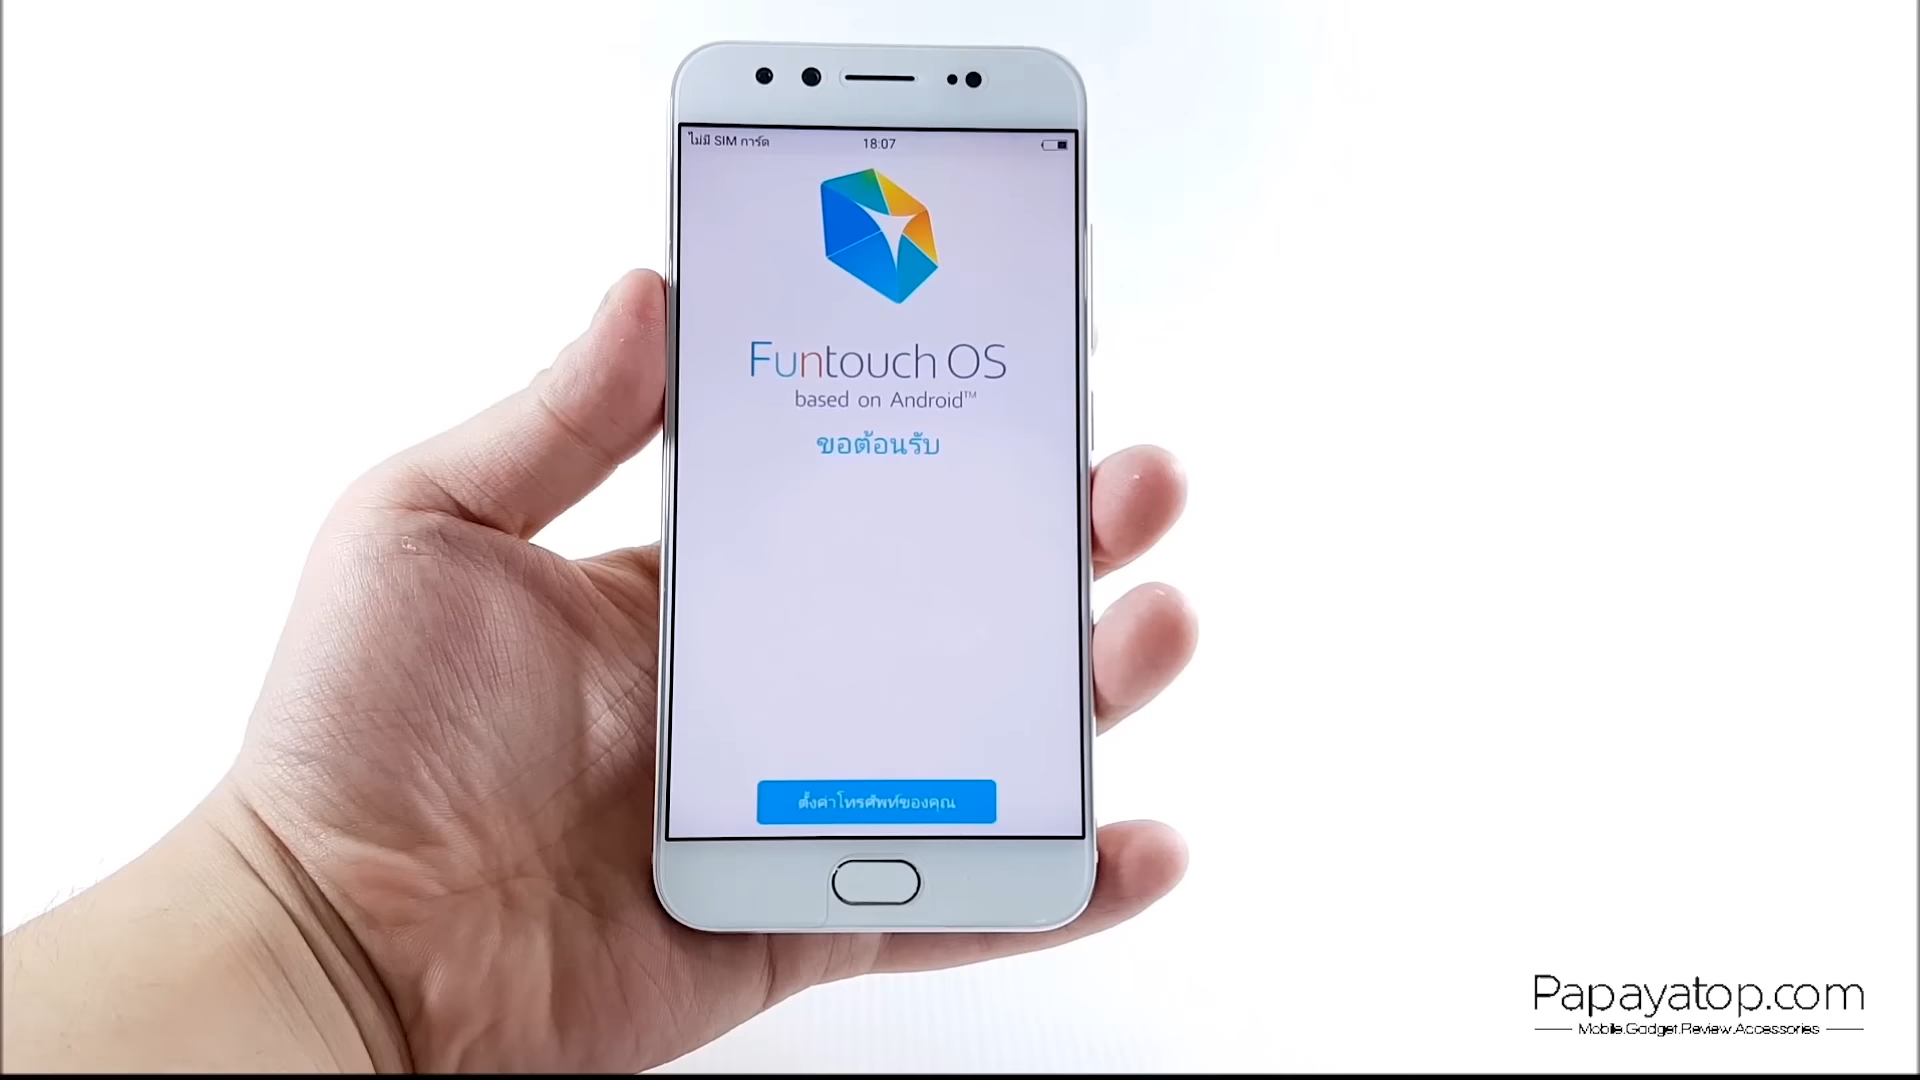 ไม่มี SIM การ์ด
18:07
Funtouch OS
based on Android™
ขอต้อนรับ
ตั้งค่าโทรศัพท์ของคุณ
Papayatop.com
Mobile.Gadget.Review.Accessories